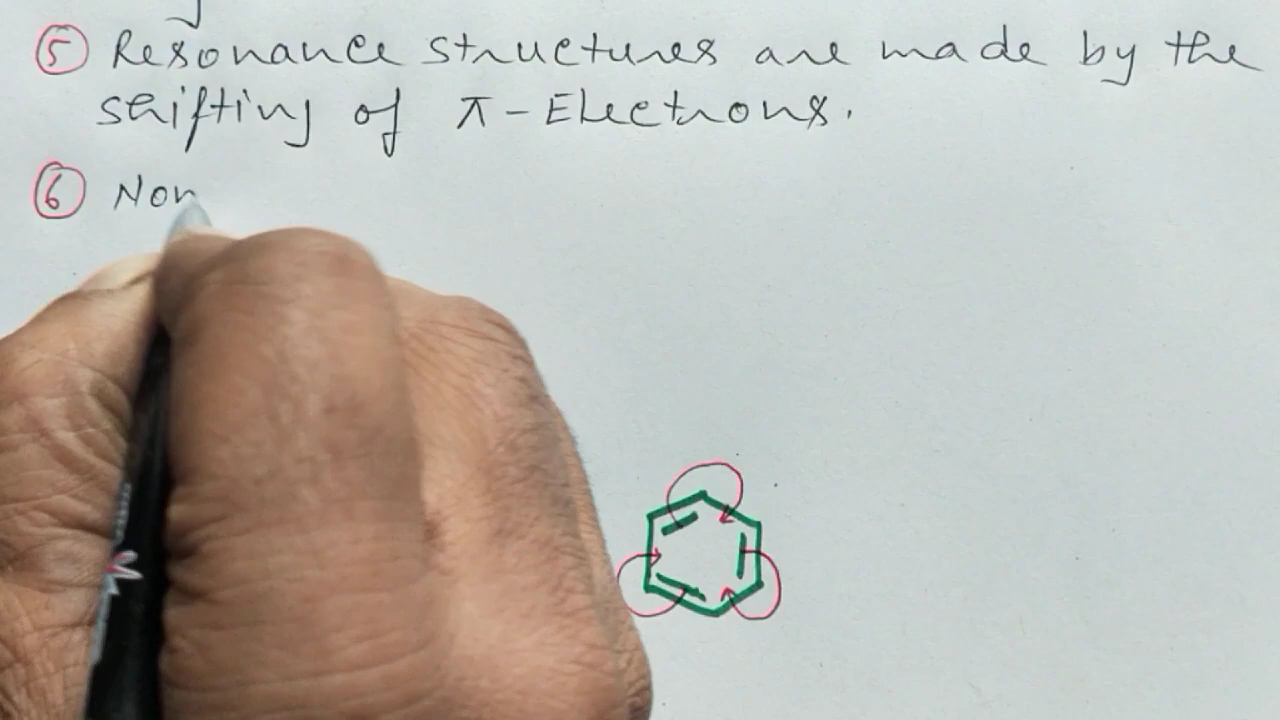 ⑤ Resonance structures are made by the
shifting of π-Electrons.
⑥ Non